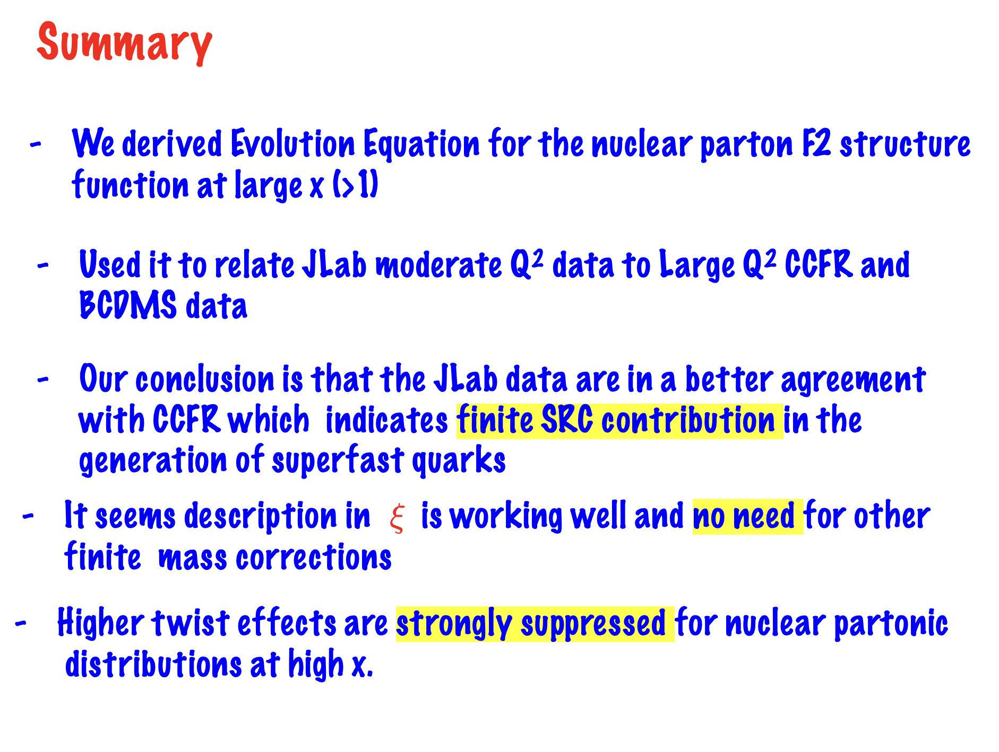 Summary
- We derived Evolution Equation for the nuclear parton F2 structure
function at large x (>1)
- Used it to relate JLab moderate Q² data to Large Q² CCFR and
BCDMS data
- Our conclusion is that the JLab data are in a better agreement
with CCFR which indicates finite SRC contribution in the
generation of superfast quarks
- It seems description in ξ is working well and no need for other
finite mass corrections
- Higher twist effects are strongly suppressed for nuclear partonic
distributions at high x.